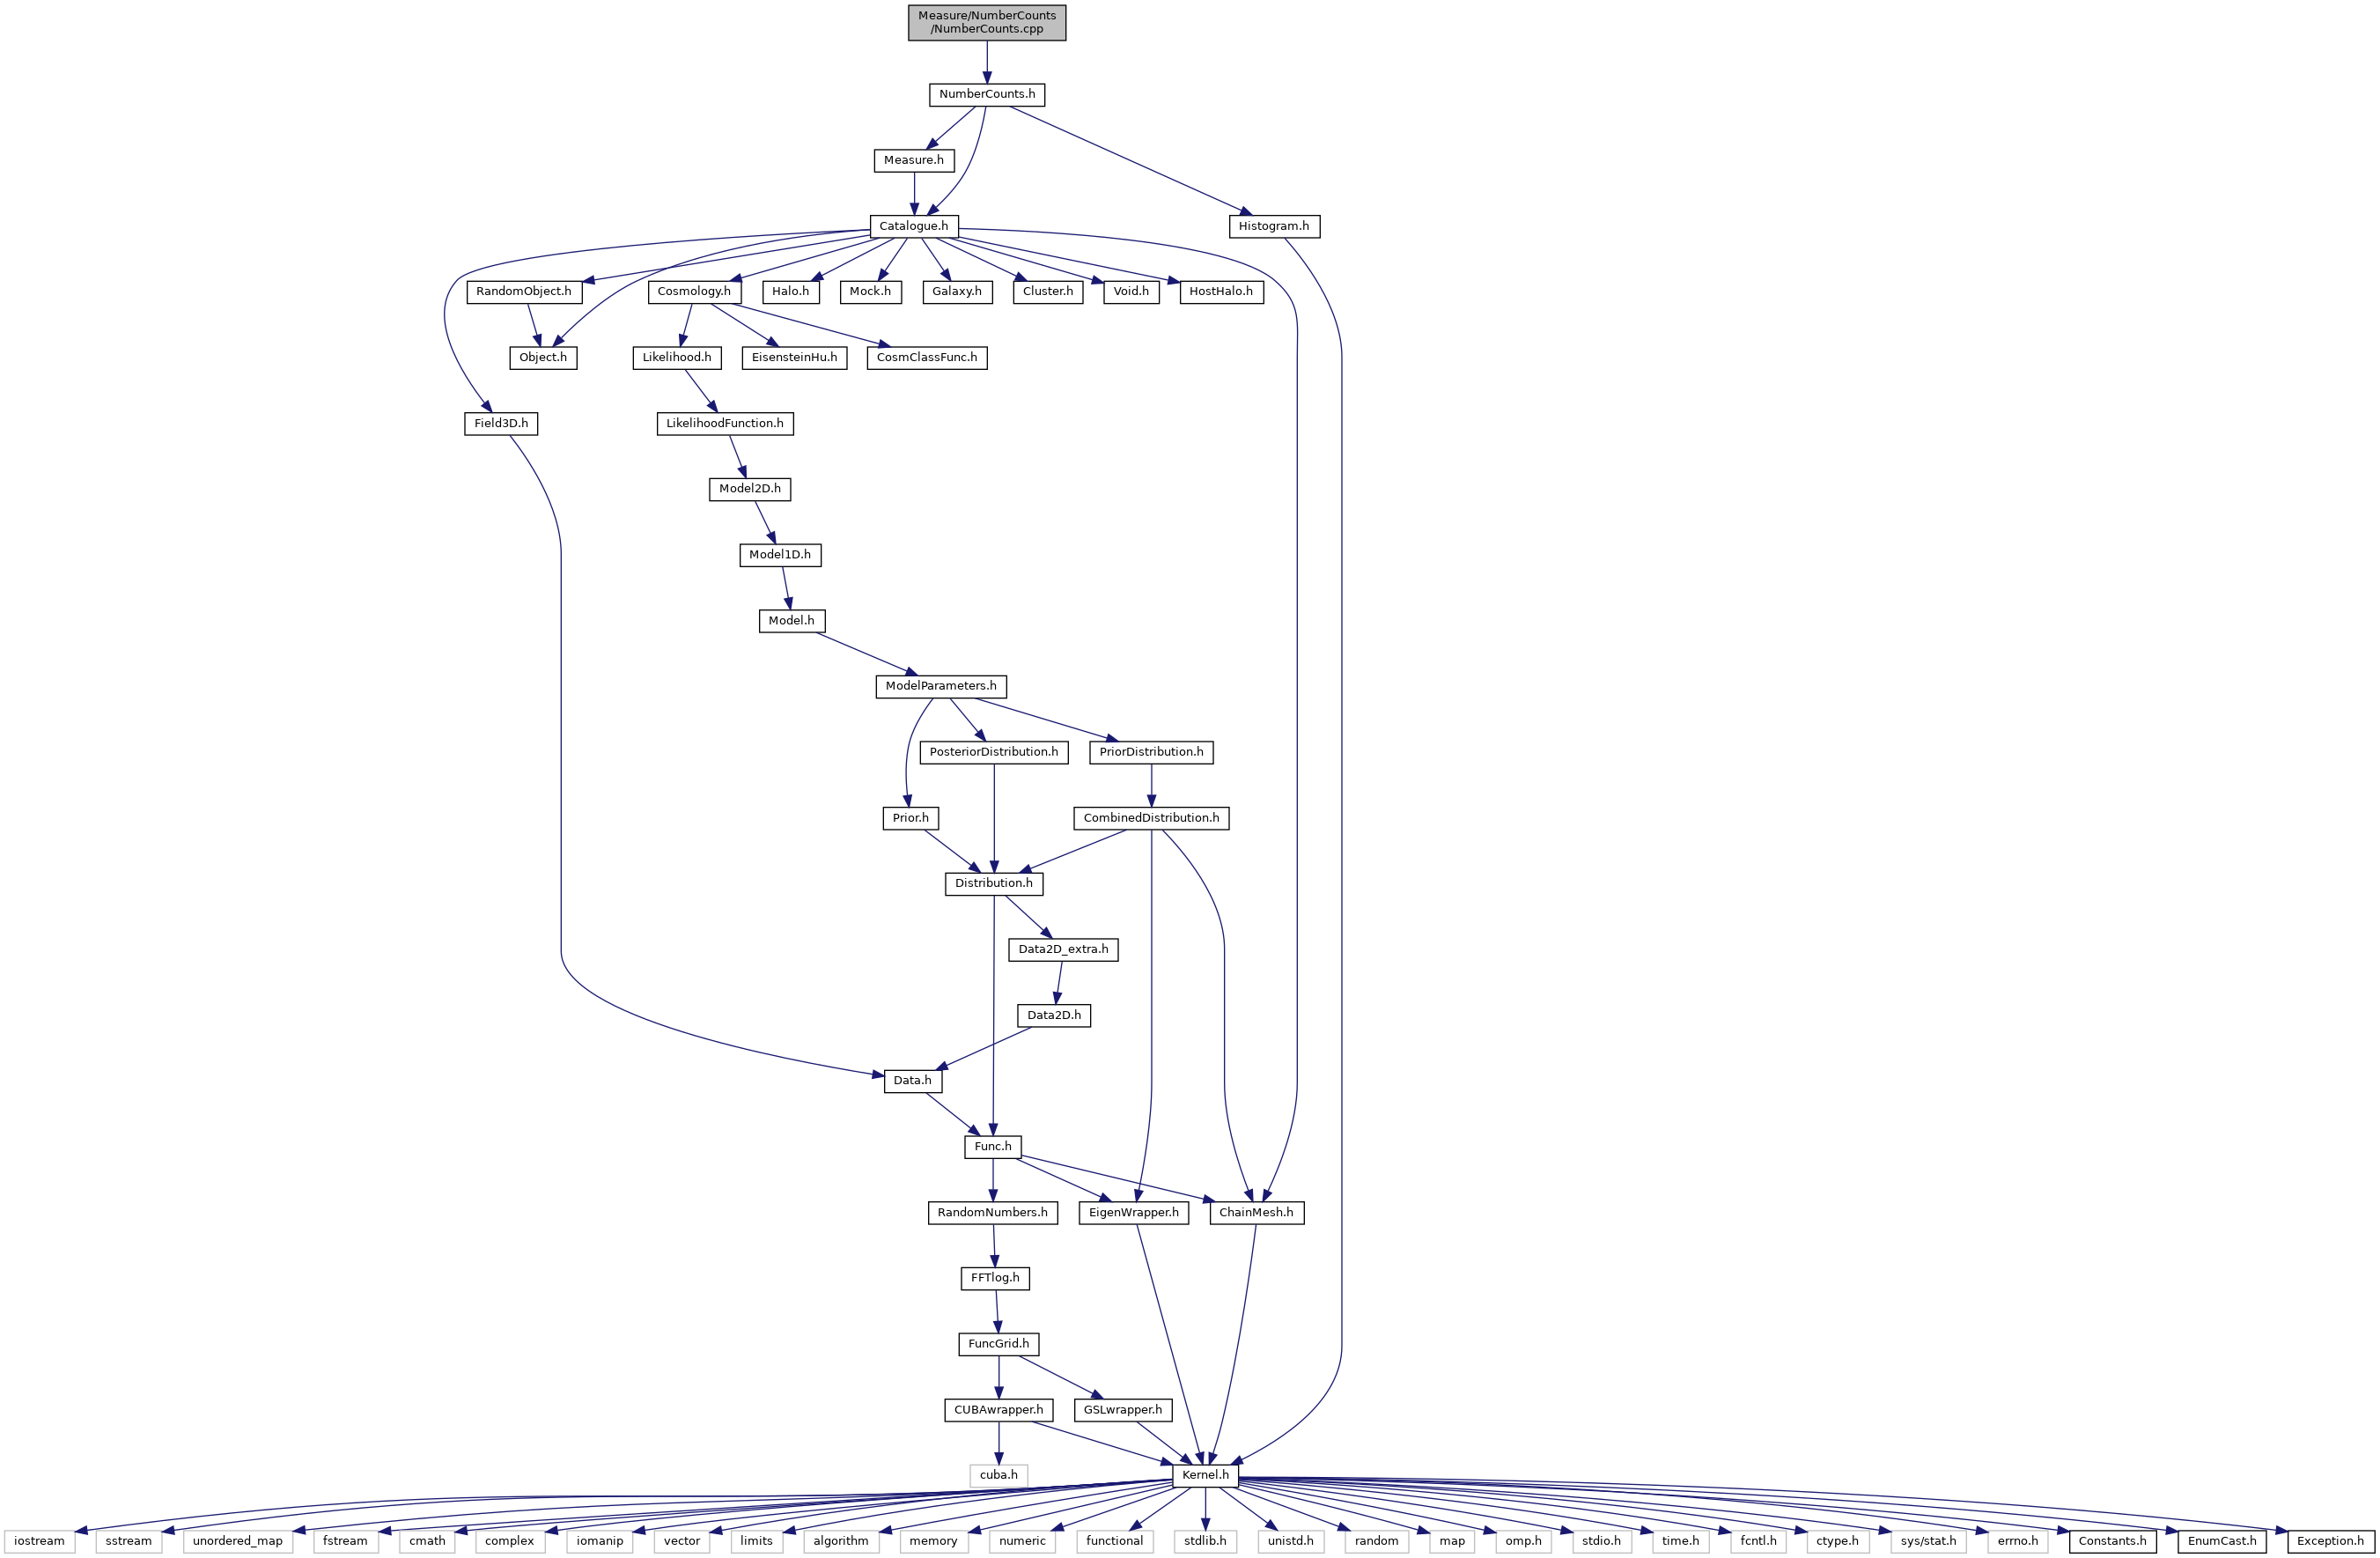 Measure/NumberCounts
/NumberCounts.cpp
NumberCounts.h
Measure.h
Catalogue.h
Histogram.h
RandomObject.h
Cosmology.h
Halo.h
Mock.h
Galaxy.h
Cluster.h
Void.h
HostHalo.h
Object.h
Likelihood.h
EisensteinHu.h
CosmClassFunc.h
Field3D.h
LikelihoodFunction.h
Model2D.h
Model1D.h
Model.h
ModelParameters.h
PosteriorDistribution.h
PriorDistribution.h
Prior.h
CombinedDistribution.h
Distribution.h
Data2D_extra.h
Data2D.h
Data.h
Func.h
RandomNumbers.h
EigenWrapper.h
ChainMesh.h
FFTlog.h
FuncGrid.h
CUBAwrapper.h
GSLwrapper.h
cuba.h
Kernel.h
iostream
sstream
unordered_map
fstream
cmath
complex
iomanip
vector
limits
algorithm
memory
numeric
functional
stdlib.h
unistd.h
random
map
omp.h
stdio.h
time.h
fcntl.h
ctype.h
sys/stat.h
errno.h
Constants.h
EnumCast.h
Exception.h